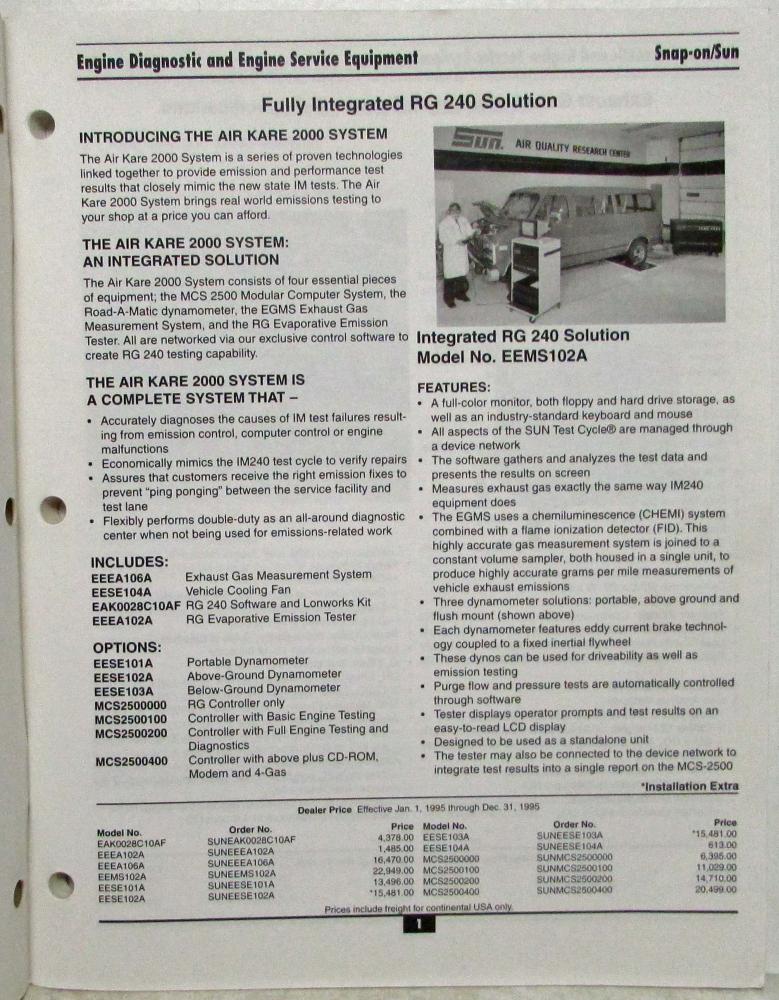 Engine Diagnostic and Engine Service Equipment
Snap-on/Sun
Fully Integrated RG 240 Solution
INTRODUCING THE AIR KARE 2000 SYSTEM
The Air Kare 2000 System is a series of proven technologies
linked together to provide emission and performance test
results that closely mimic the new state IM tests. The Air
Kare 2000 System brings real world emissions testing to
your shop at a price you can afford.
THE AIR KARE 2000 SYSTEM:
AN INTEGRATED SOLUTION
The Air Kare 2000 System consists of four essential pieces
of equipment; the MCS 2500 Modular Computer System, the
Road-A-Matic dynamometer, the EGMS Exhaust Gas
Measurement System, and the RG Evaporative Emission
Tester. All are networked via our exclusive control software to
create RG 240 testing capability.
THE AIR KARE 2000 SYSTEM IS
A COMPLETE SYSTEM THAT –
• Accurately diagnoses the causes of IM test failures result-
ing from emission control, computer control or engine
malfunctions
• Economically mimics the IM240 test cycle to verify repairs
• Assures that customers receive the right emission fixes to
prevent “ping ponging” between the service facility and
test lane
• Flexibly performs double-duty as an all-around diagnostic
center when not being used for emissions-related work
INCLUDES:
EEEA106A Exhaust Gas Measurement System
EESE104A Vehicle Cooling Fan
EAK0028C10AF RG 240 Software and Lonworks Kit
EEEA102A RG Evaporative Emission Tester
OPTIONS:
EESE101A Portable Dynamometer
EESE102A Above-Ground Dynamometer
EESE103A Below-Ground Dynamometer
MCS2500000 RG Controller only
MCS2500100 Controller with Basic Engine Testing
MCS2500200 Controller with Full Engine Testing and
Diagnostics
MCS2500400 Controller with above plus CD-ROM,
Modem and 4-Gas
Sun. AIR QUALITY RESEARCH CENTER
Integrated RG 240 Solution
Model No. EEMS102A
FEATURES:
• A full-color monitor, both floppy and hard drive storage, as
well as an industry-standard keyboard and mouse
• All aspects of the SUN Test Cycle® are managed through
a device network
• The software gathers and analyzes the test data and
presents the results on screen
• Measures exhaust gas exactly the same way IM240
equipment does
• The EGMS uses a chemiluminescence (CHEMI) system
combined with a flame ionization detector (FID). This
highly accurate gas measurement system is joined to a
constant volume sampler, both housed in a single unit, to
produce highly accurate grams per mile measurements of
vehicle exhaust emissions
• Three dynamometer solutions: portable, above ground and
flush mount (shown above)
• Each dynamometer features eddy current brake technol-
ogy coupled to a fixed inertial flywheel
• These dynos can be used for driveability as well as
emission testing
• Purge flow and pressure tests are automatically controlled
through software
• Tester displays operator prompts and test results on an
easy-to-read LCD display
• Designed to be used as a standalone unit
• The tester may also be connected to the device network to
integrate test results into a single report on the MCS-2500
*Installation Extra
Dealer Price Effective Jan. 1, 1995 through Dec. 31, 1995
Model No. Order No. Price Model No. Order No. Price
EAK0028C10AF SUNEAK0028C10AF 4,378.00 EESE103A SUNEESE103A *15,481.00
EEEA102A SUNEEEA102A 1,485.00 EESE104A SUNEESE104A 613.00
EEEA106A SUNEEEA106A 16,470.00 MCS2500000 SUNMCS2500000 6,395.00
EEMS102A SUNEEMS102A 22,949.00 MCS2500100 SUNMCS2500100 11,029.00
EESE101A SUNEESE101A 13,496.00 MCS2500200 SUNMCS2500200 14,710.00
EESE102A SUNEESE102A *15,481.00 MCS2500400 SUNMCS2500400 20,499.00
Prices include freight for continental USA only.
1